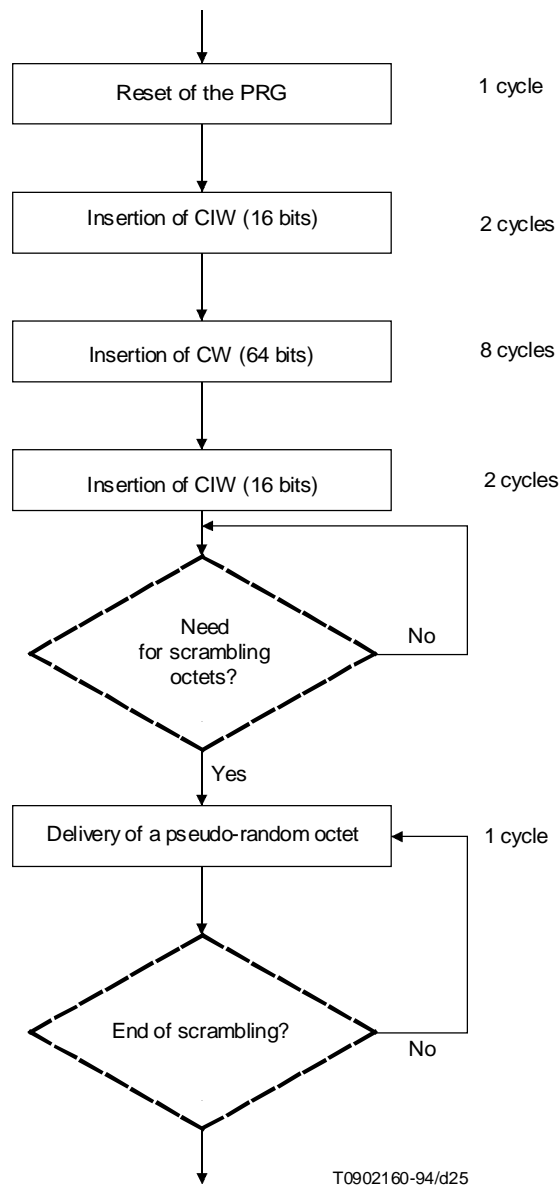 Reset of the PRG
1 cycle
Insertion of CIW (16 bits)
2 cycles
Insertion of CW (64 bits)
8 cycles
Insertion of CIW (16 bits)
2 cycles
Need
for scrambling
octets?
No
Yes
Delivery of a pseudo-random octet
1 cycle
End of scrambling?
No
T0902160-94/d25